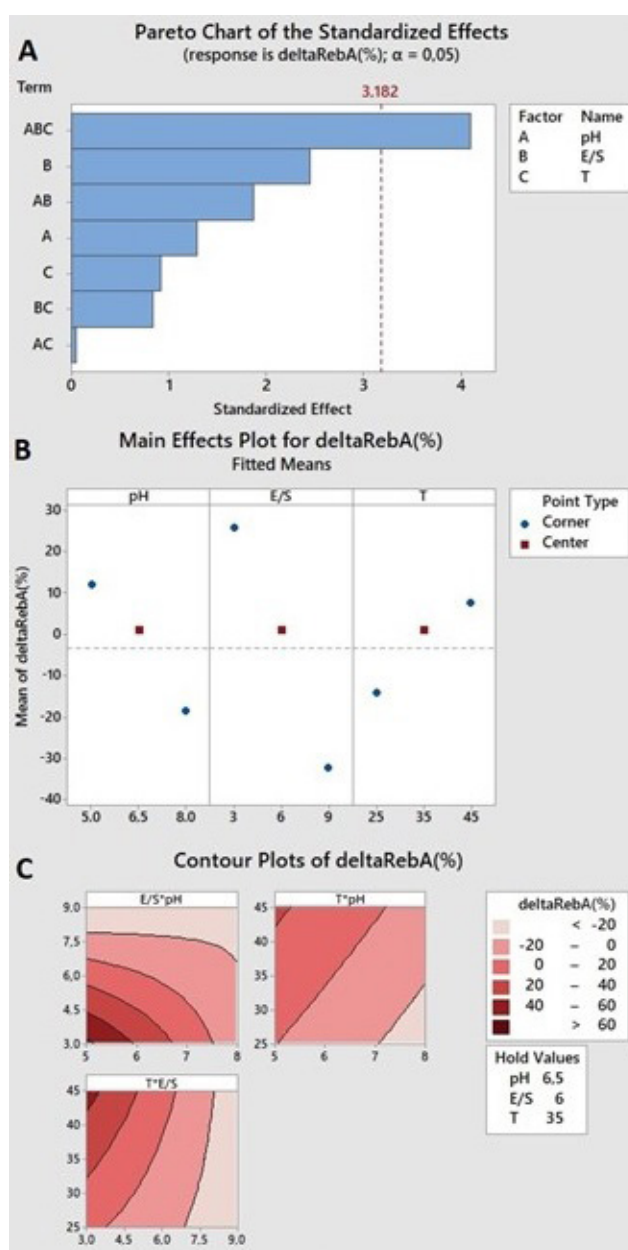 A
Pareto Chart of the Standardized Effects
(response is deltaRebA(%); α = 0,05)
Term
3.182
ABC
B
AB
A
C
BC
AC
0 1 2 3 4
Standardized Effect
Factor Name
A pH
B E/S
C T
B
Main Effects Plot for deltaRebA(%)
Fitted Means
pH E/S T
Mean of deltaRebA(%)
30
20
10
0
-10
-20
-30
-40
5.0 6.5 8.0 3 6 9 25 35 45
Point Type
Corner
Center
C
Contour Plots of deltaRebA(%)
E/S*pH
9.0
7.5
6.0
4.5
3.0
5 6 7 8
T*pH
45
40
35
30
25
5 6 7 8
T*E/S
45
40
35
30
25
3.0 4.5 6.0 7.5 9.0
deltaRebA(%)
< -20
-20 – 0
0 – 20
20 – 40
40 – 60
> 60
Hold Values
pH 6,5
E/S 6
T 35